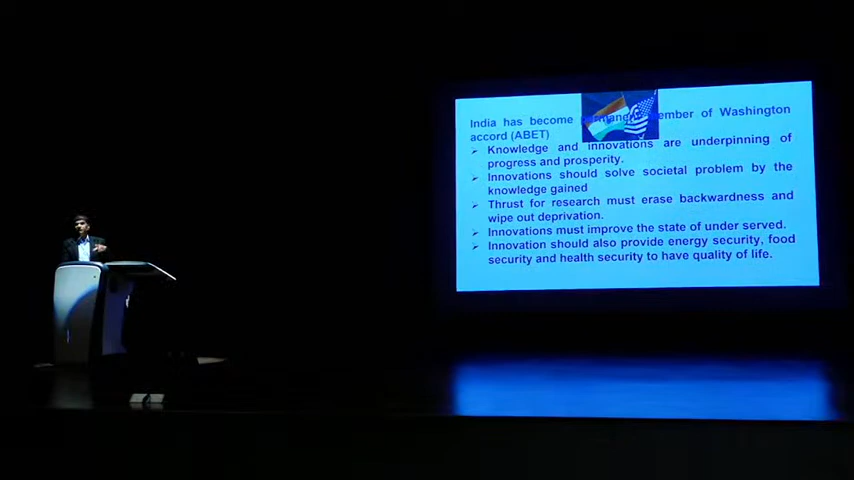 India has become permanent member of Washington
accord (ABET)
➢ Knowledge and innovations are underpinning of
progress and prosperity.
➢ Innovations should solve societal problem by the
knowledge gained
➢ Thrust for research must erase backwardness and
wipe out deprivation.
➢ Innovations must improve the state of under served.
➢ Innovation should also provide energy security, food
security and health security to have quality of life.